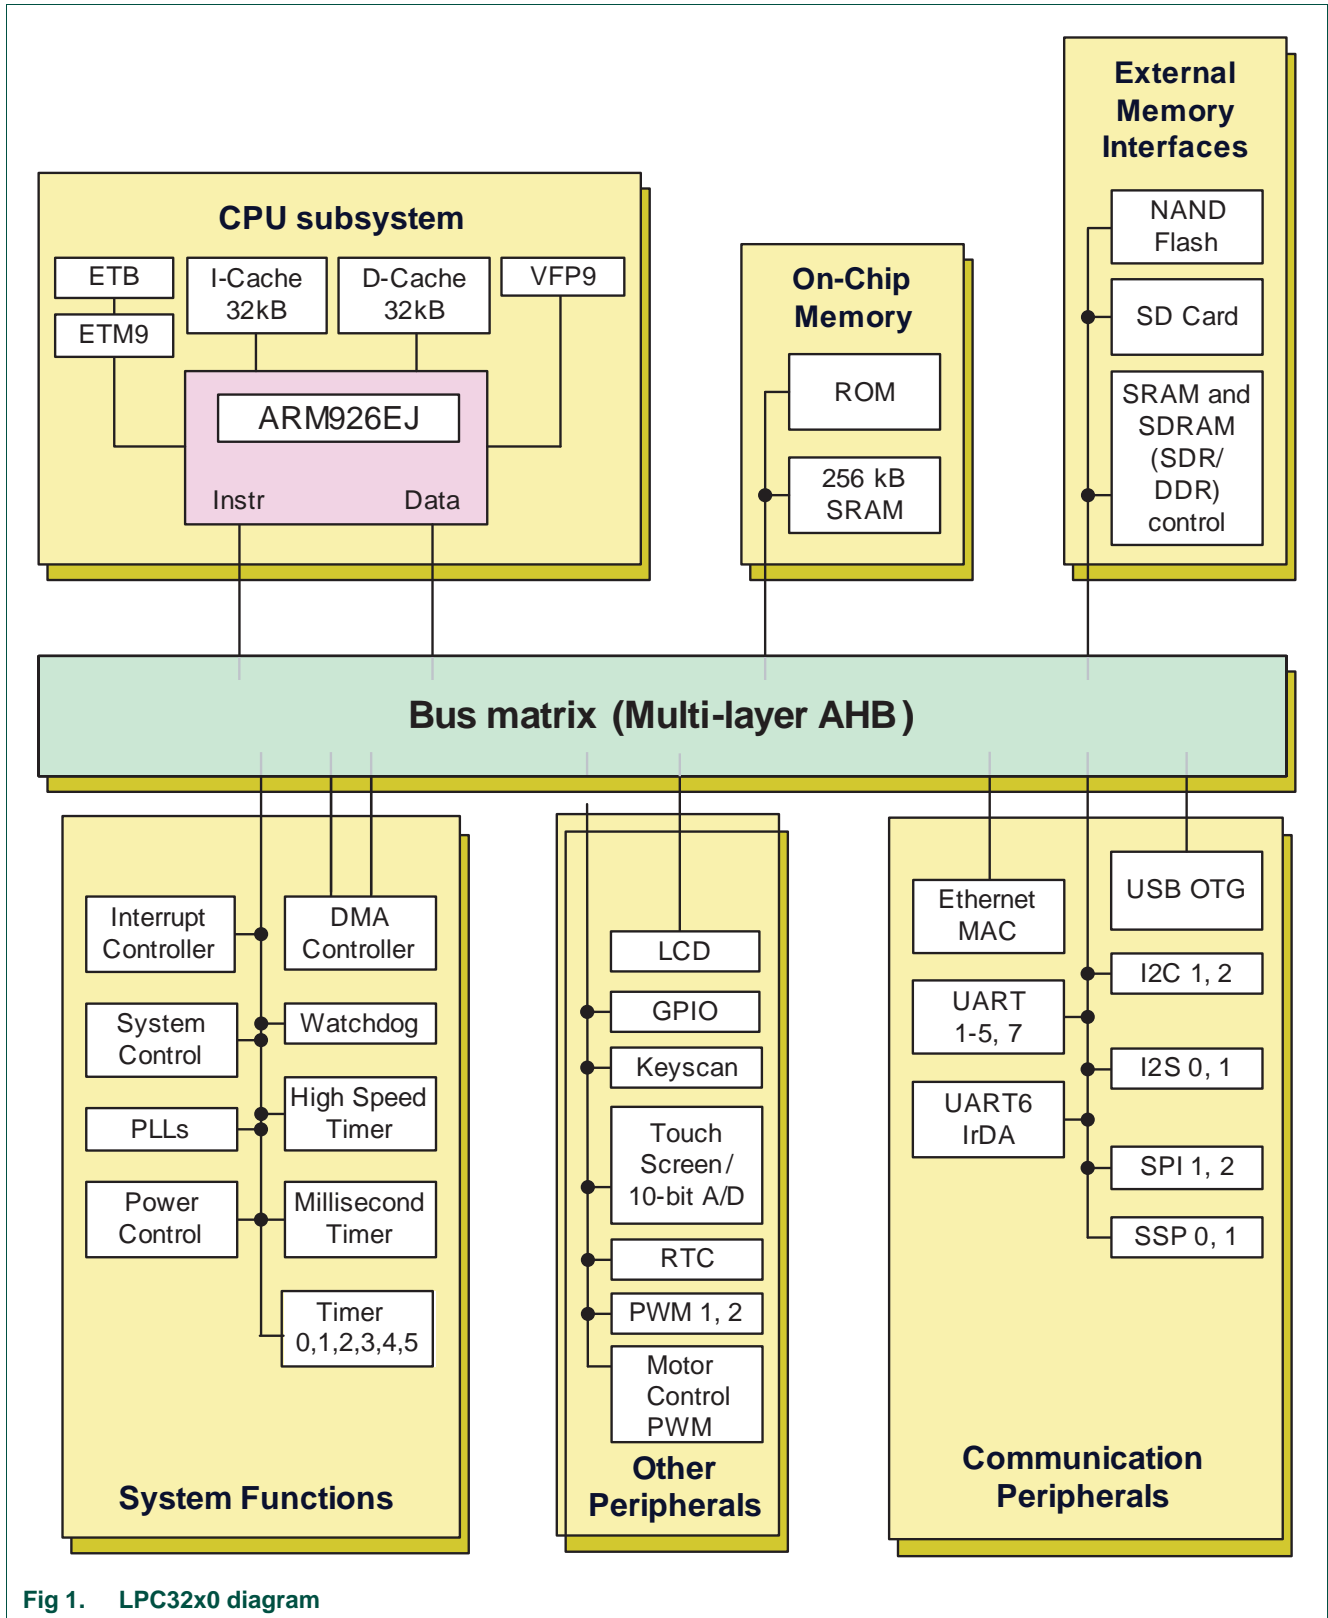 External
Memory
Interfaces
NAND
Flash
SD Card
SRAM and
SDRAM
(SDR/
DDR)
control
CPU subsystem
ETB
ETM9
I-Cache
32kB
D-Cache
32kB
VFP9
ARM926EJ
Instr
Data
On-Chip
Memory
ROM
256 kB
SRAM
Bus matrix (Multi-layer AHB)
Interrupt
Controller
DMA
Controller
System
Control
Watchdog
PLLs
High Speed
Timer
Power
Control
Millisecond
Timer
Timer
0,1,2,3,4,5
System Functions
LCD
GPIO
Keyscan
Touch
Screen/
10-bit A/D
RTC
PWM 1, 2
Motor
Control
PWM
Other
Peripherals
Ethernet
MAC
USB OTG
UART
1-5, 7
I2C 1, 2
I2S 0, 1
UART6
IrDA
SPI 1, 2
SSP 0, 1
Communication
Peripherals
Fig 1. LPC32x0 diagram